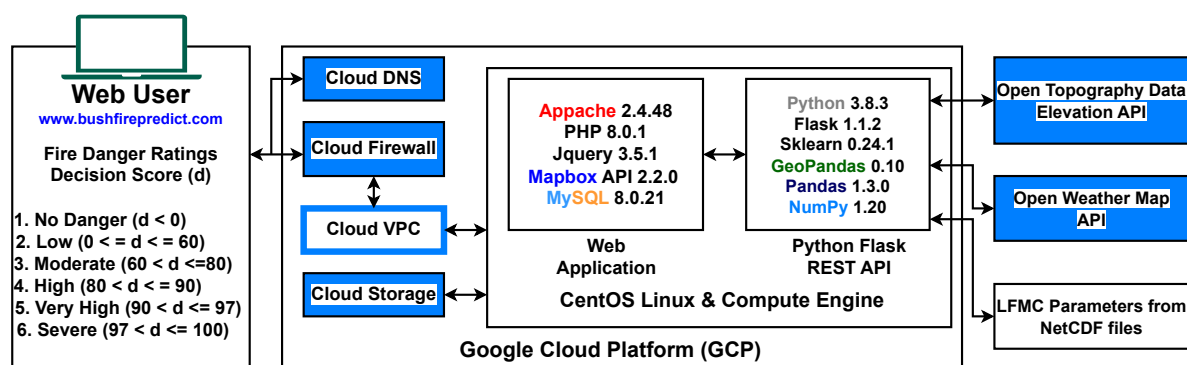 Web User
www.bushfirepredict.com
Fire Danger Ratings
Decision Score (d)
1. No Danger (d < 0)
2. Low (0 < = d < = 60)
3. Moderate (60 < d <=80)
4. High (80 < d < = 90)
5. Very High (90 < d <= 97)
6. Severe (97 < d <= 100)
Cloud DNS
Cloud Firewall
Cloud VPC
Cloud Storage
Appache 2.4.48
PHP 8.0.1
Jquery 3.5.1
Mapbox API 2.2.0
MySQL 8.0.21
Web
Application
Python 3.8.3
Flask 1.1.2
Sklearn 0.24.1
GeoPandas 0.10
Pandas 1.3.0
NumPy 1.20
Python Flask
REST API
CentOS Linux & Compute Engine
Google Cloud Platform (GCP)
Open Topography Data
Elevation API
Open Weather Map
API
LFMC Parameters from
NetCDF files